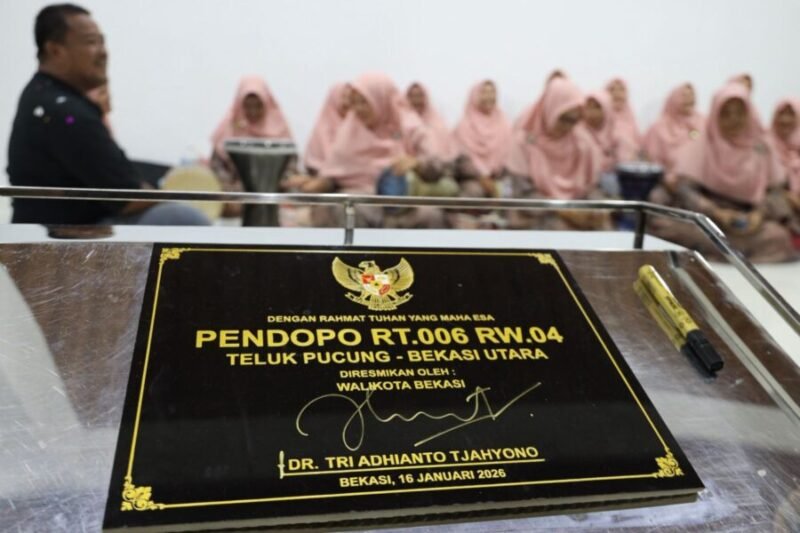 DENGAN RAHMAT TUHAN YANG MAHA ESA
PENDOPO RT.006 RW.04
TELUK PUCUNG - BEKASI UTARA
DIRESMIKAN OLEH :
WALIKOTA BEKASI
DR. TRI ADHIANTO TJAHYONO
BEKASI, 16 JANUARI 2026